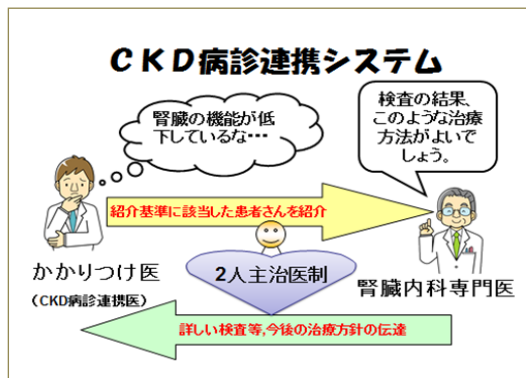 CKD病診連携システム
腎臓の機能が低
下しているな…
検査の結果、
このような治療
方法がよいで
しょう。
紹介基準に該当した患者さんを紹介
かかりつけ医
（CKD病診連携医）
2人主治医制
腎臓内科専門医
詳しい検査等,今後の治療方針の伝達